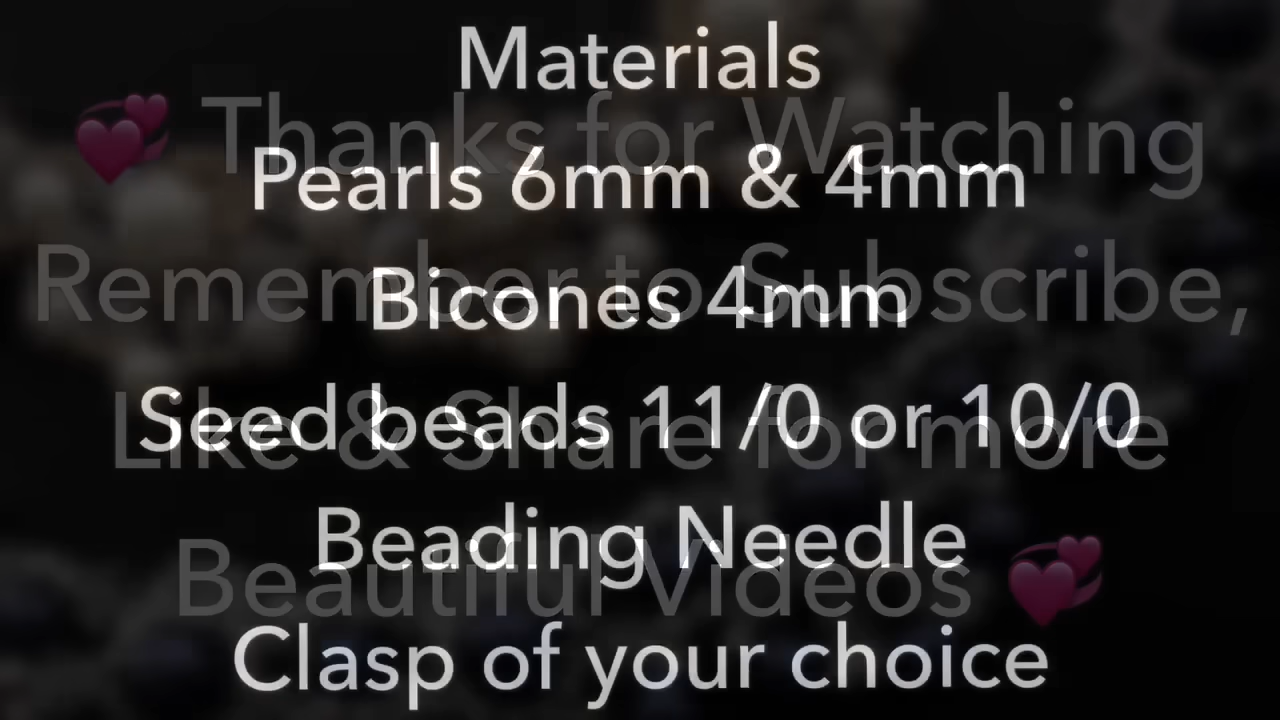 Materials
💞 Thanks for Watching
Pearls 6mm & 4mm
Remember to Subscribe,
Bicones 4mm
Seed beads 11/0 or 10/0
Like & Share for more
Beading Needle
Beautiful Videos 💞
Clasp of your choice